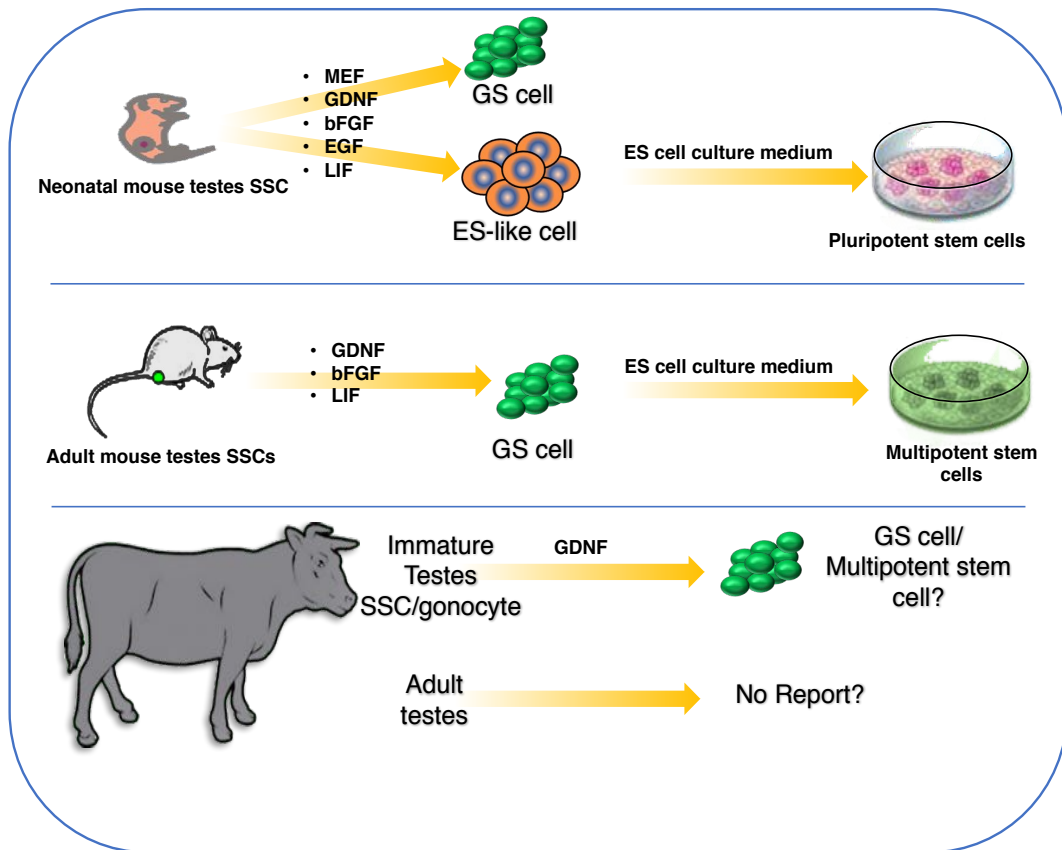 • MEF
• GDNF
• bFGF
• EGF
• LIF
GS cell
Neonatal mouse testes SSC
ES-like cell
ES cell culture medium
Pluripotent stem cells
• GDNF
• bFGF
• LIF
Adult mouse testes SSCs
GS cell
ES cell culture medium
Multipotent stem
cells
Immature
Testes
SSC/gonocyte
GDNF
GS cell/
Multipotent stem
cell?
Adult
testes
No Report?